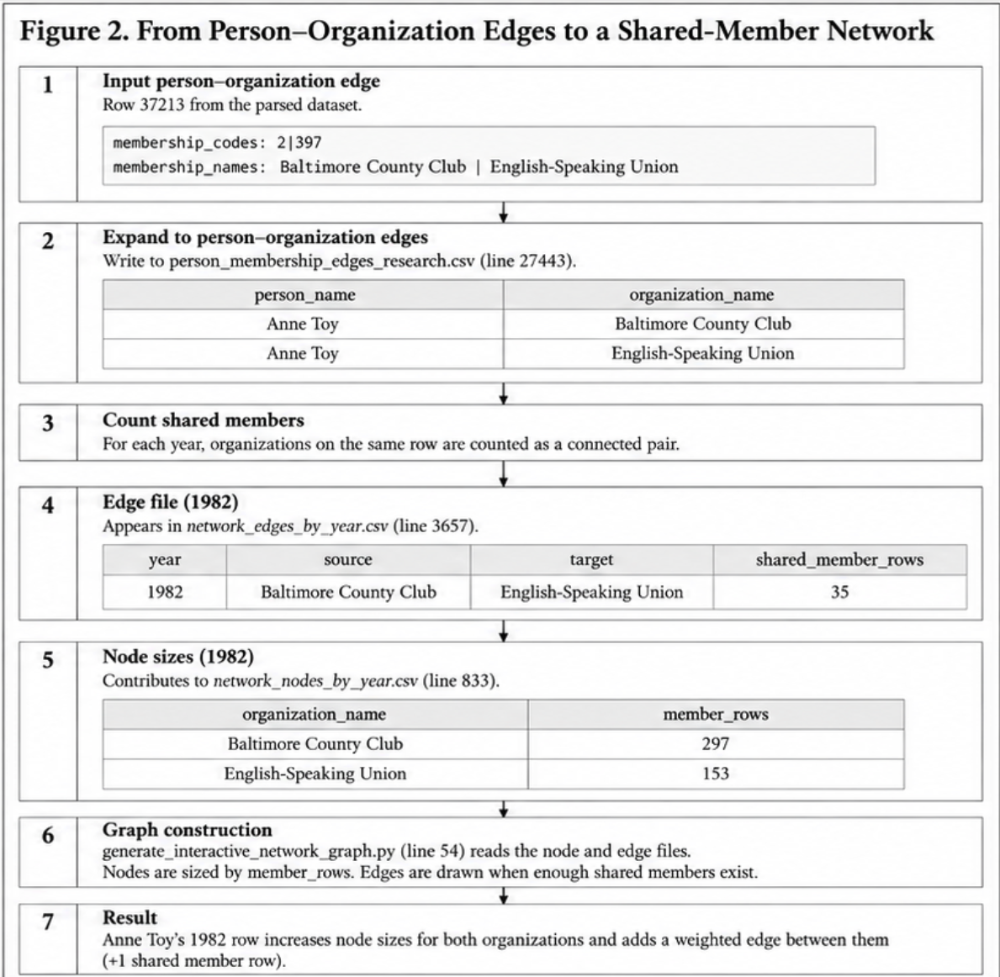 Figure 2. From Person–Organization Edges to a Shared-Member Network
1
Input person–organization edge
Row 37213 from the parsed dataset.
membership_codes: 2|397
membership_names: Baltimore County Club | English-Speaking Union
2
Expand to person–organization edges
Write to person_membership_edges_research.csv (line 27443).
person_name organization_name
Anne Toy Baltimore County Club
Anne Toy English-Speaking Union
3
Count shared members
For each year, organizations on the same row are counted as a connected pair.
4
Edge file (1982)
Appears in network_edges_by_year.csv (line 3657).
year source target shared_member_rows
1982 Baltimore County Club English-Speaking Union 35
5
Node sizes (1982)
Contributes to network_nodes_by_year.csv (line 833).
organization_name member_rows
Baltimore County Club 297
English-Speaking Union 153
6
Graph construction
generate_interactive_network_graph.py (line 54) reads the node and edge files.
Nodes are sized by member_rows. Edges are drawn when enough shared members exist.
7
Result
Anne Toy’s 1982 row increases node sizes for both organizations and adds a weighted edge between them
(+1 shared member row).